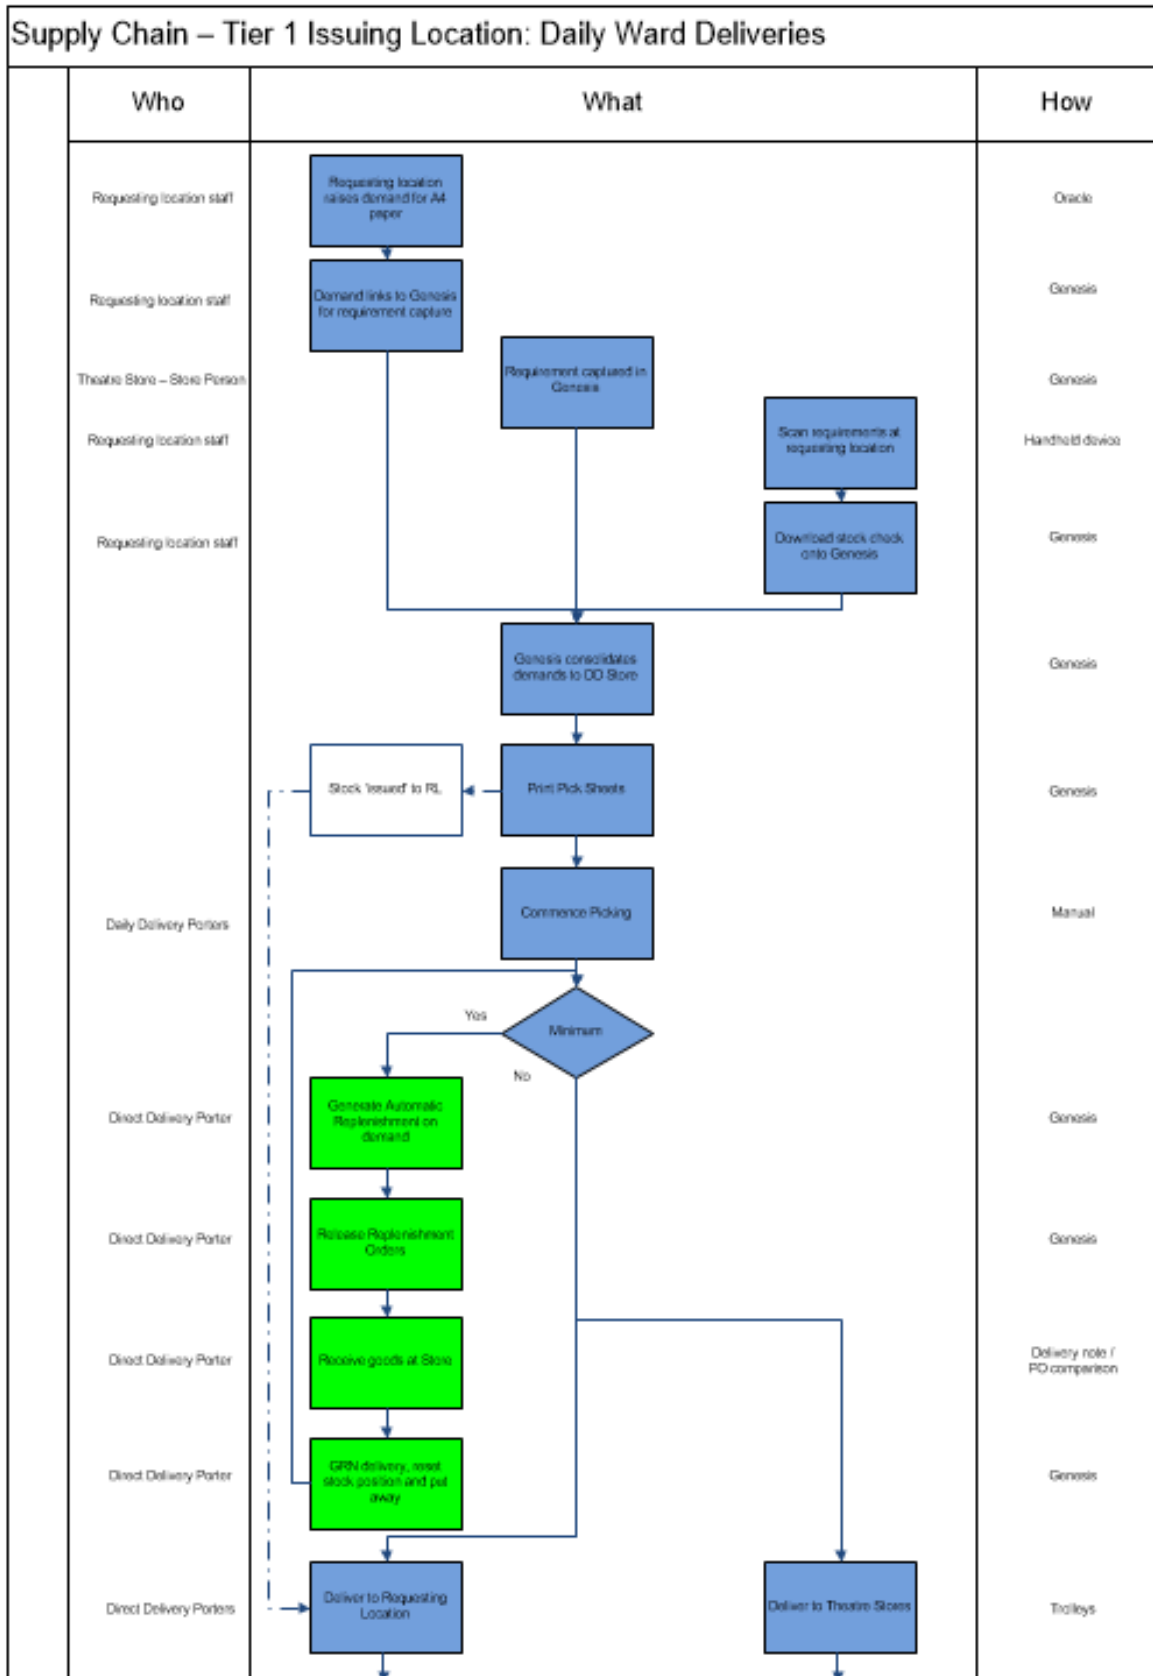 Supply Chain – Tier 1 Issuing Location: Daily Ward Deliveries
Who
What
How
Requesting location staff
Requesting location
raises demand for A4
paper
Oracle
Requesting location staff
Demand links to Genesis
for requirement capture
Genesis
Theatre Store – Store Person
Requirement captured in
Genesis
Genesis
Requesting location staff
Scan requirements at
requesting location
Handheld device
Requesting location staff
Download stock check
onto Genesis
Genesis
Genesis consolidates
demands to DD Store
Genesis
Stock 'issued' to RL
Print Pick Sheets
Genesis
Daily Delivery Porters
Commence Picking
Manual
Yes
Minimum
No
Direct Delivery Porter
Generate Automatic
Replenishment on
demand
Genesis
Direct Delivery Porter
Release Replenishment
Orders
Genesis
Direct Delivery Porter
Receive goods at Store
Delivery note /
PO comparison
Direct Delivery Porter
GRN delivery, reset
stock position and put
away
Genesis
Direct Delivery Porters
Deliver to Requesting
Location
Deliver to Theatre Stores
Trolleys